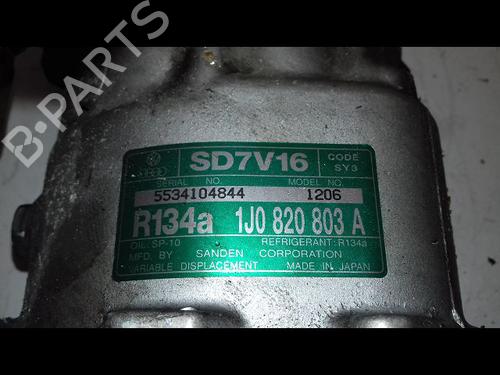 B-PARTS
SD7V16 CODE SY3
SERIAL NO. MODEL NO.
5534104844 1206
R134a 1J0 820 803 A
OIL: SP-10 REFRIGERANT: R134a
MFD. BY SANDEN CORPORATION
VARIABLE DISPLACEMENT MADE IN JAPAN